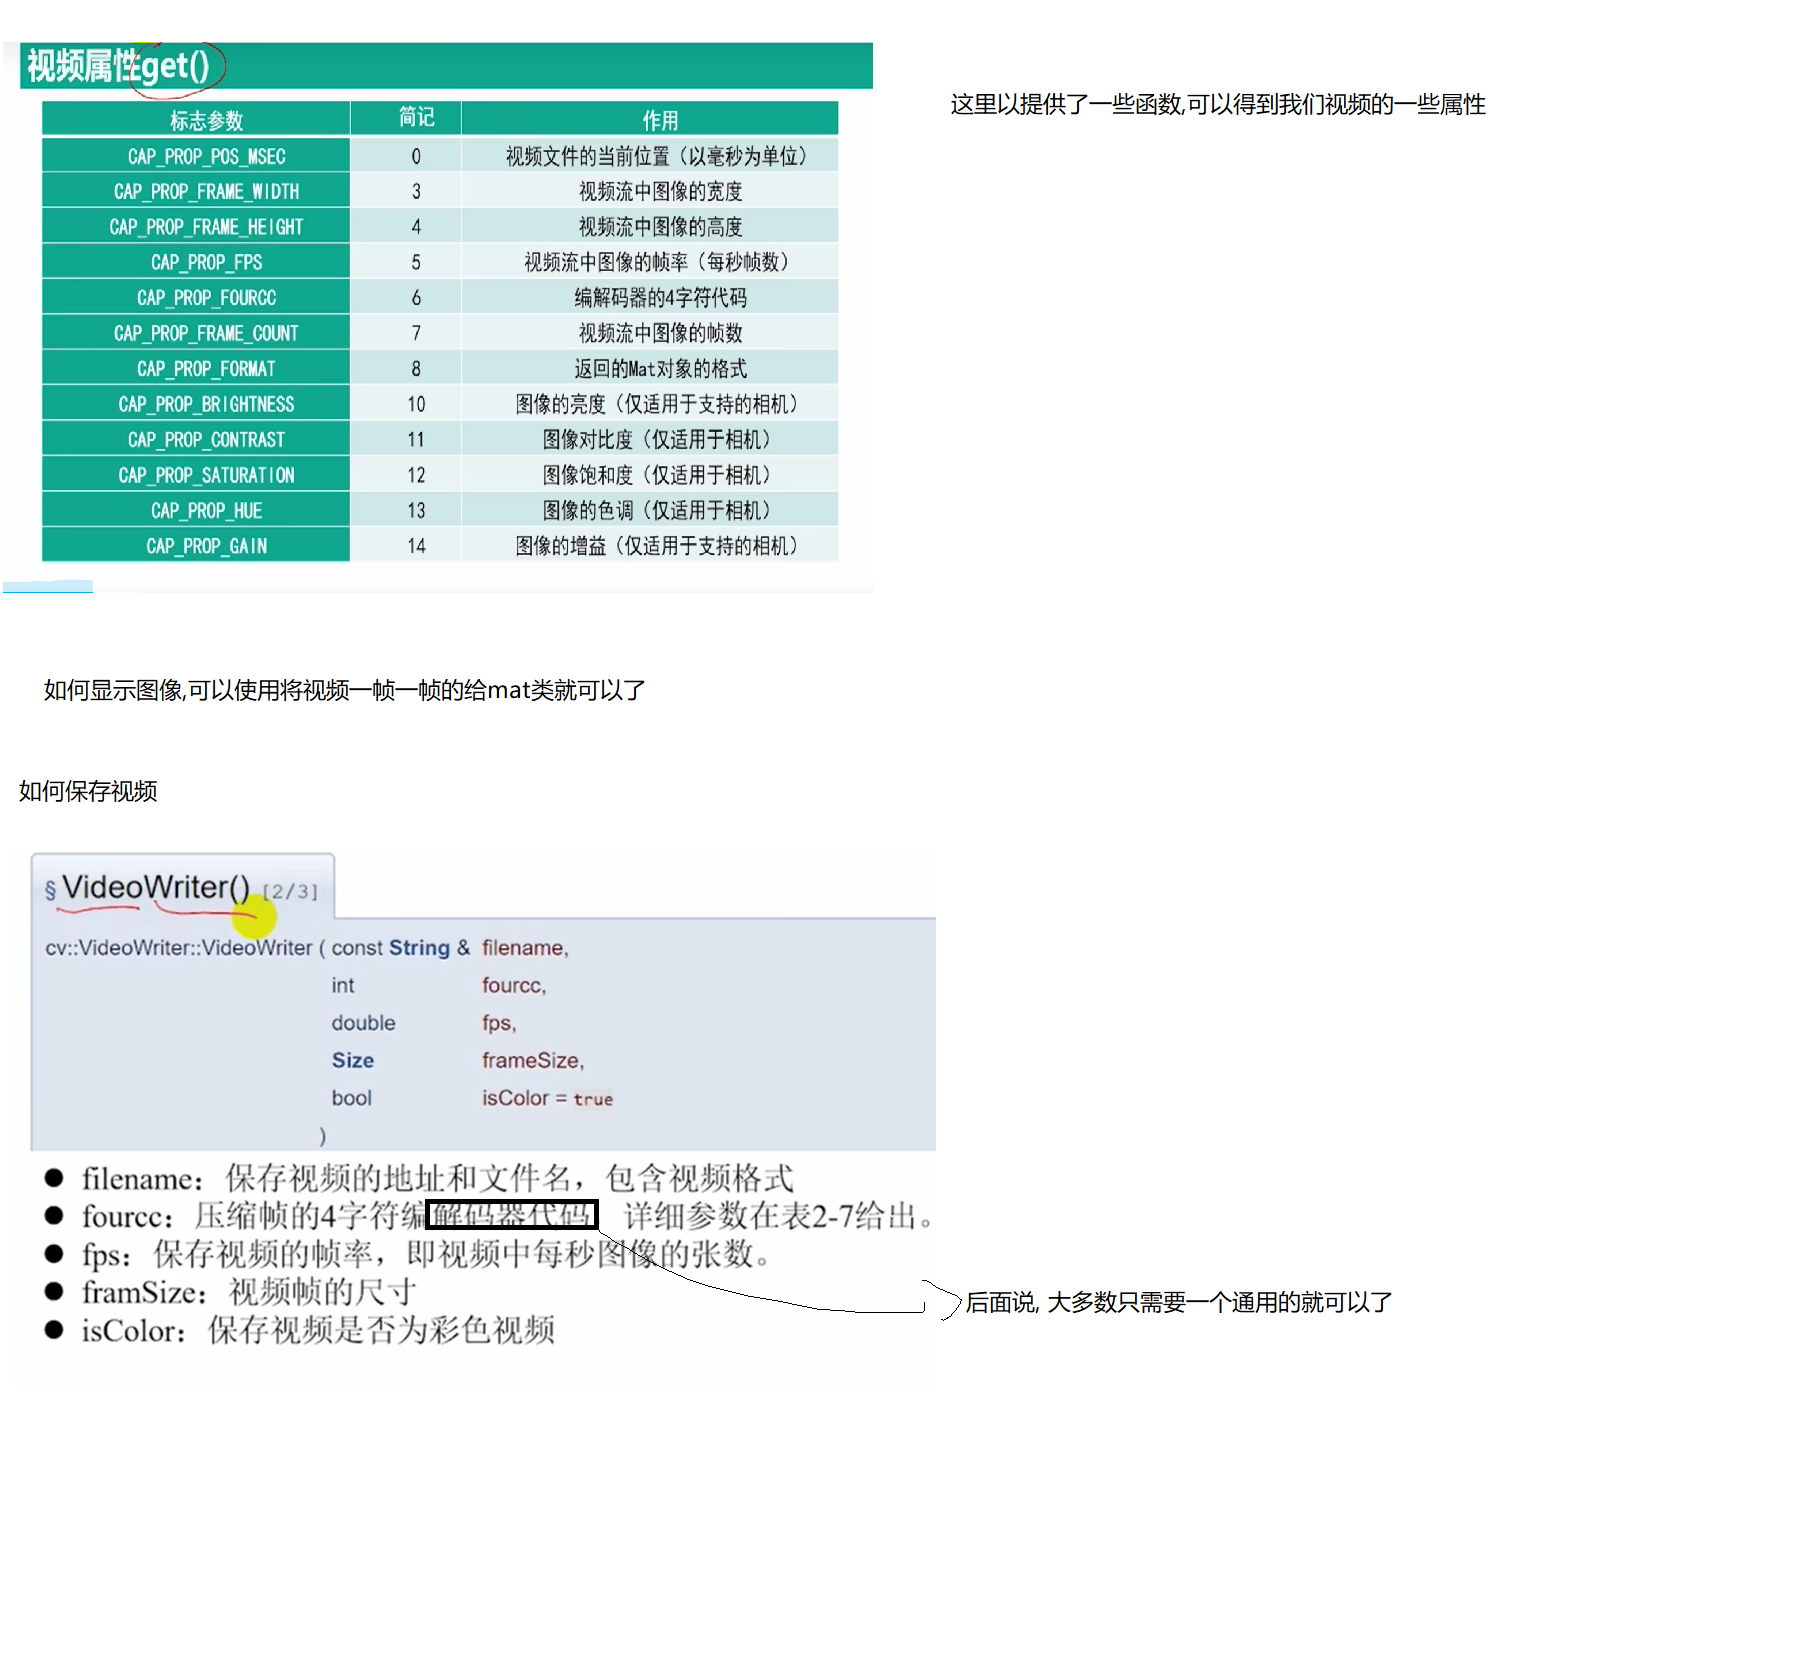 视频属性get()
这里以提供了一些函数,可以得到我们视频的一些属性
标志参数 简记 作用
CAP_PROP_POS_MSEC 0 视频文件的当前位置（以毫秒为单位）
CAP_PROP_FRAME_WIDTH 3 视频流中图像的宽度
CAP_PROP_FRAME_HEIGHT 4 视频流中图像的高度
CAP_PROP_FPS 5 视频流中图像的帧率（每秒帧数）
CAP_PROP_FOURCC 6 编解码器的4字符代码
CAP_PROP_FRAME_COUNT 7 视频流中图像的帧数
CAP_PROP_FORMAT 8 返回的Mat对象的格式
CAP_PROP_BRIGHTNESS 10 图像的亮度（仅适用于支持的相机）
CAP_PROP_CONTRAST 11 图像对比度（仅适用于相机）
CAP_PROP_SATURATION 12 图像饱和度（仅适用于相机）
CAP_PROP_HUE 13 图像的色调（仅适用于相机）
CAP_PROP_GAIN 14 图像的增益（仅适用于支持的相机）
如何显示图像,可以使用将视频一帧一帧的给mat类就可以了
如何保存视频
§ VideoWriter() [2/3]
cv::VideoWriter::VideoWriter ( const String & filename,
int fourcc,
double fps,
Size frameSize,
bool isColor = true
)
● filename：保存视频的地址和文件名，包含视频格式
● fourcc：压缩帧的4字符编解码器代码 详细参数在表2-7给出。
● fps：保存视频的帧率，即视频中每秒图像的张数。
● framSize：视频帧的尺寸
后面说, 大多数只需要一个通用的就可以了
● isColor：保存视频是否为彩色视频